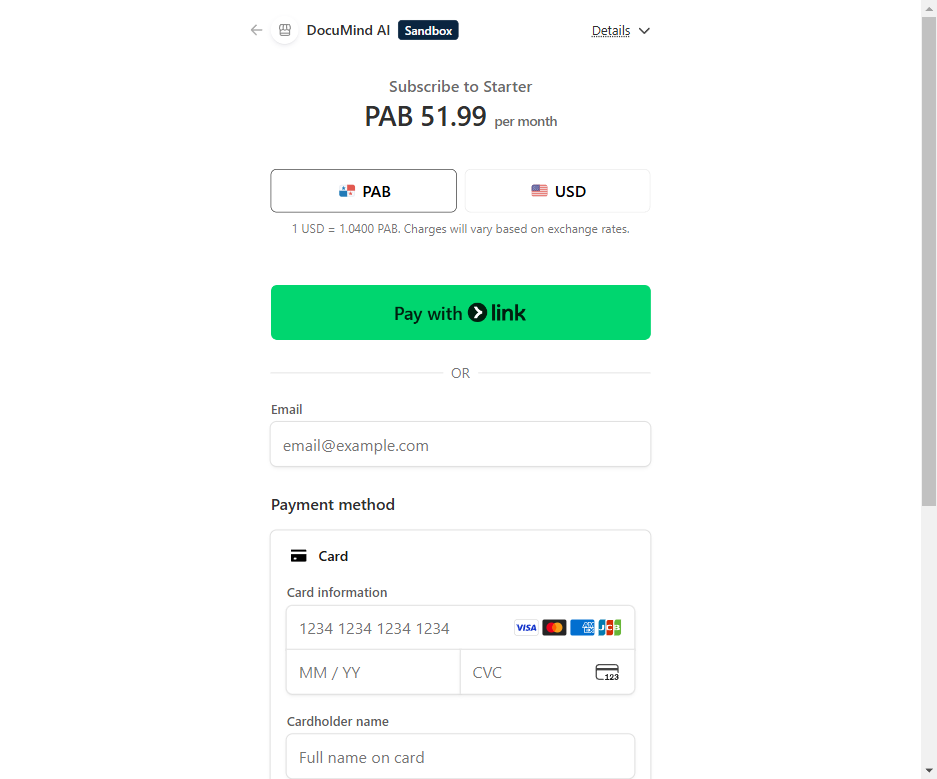 DocuMind AI Sandbox Details
Subscribe to Starter
PAB 51.99 per month
PAB USD
1 USD = 1.0400 PAB. Charges will vary based on exchange rates.
Pay with link
OR
Email
email@example.com
Payment method
Card
Card information
1234 1234 1234 1234 VISA AMEX JCB
MM / YY CVC 123
Cardholder name
Full name on card